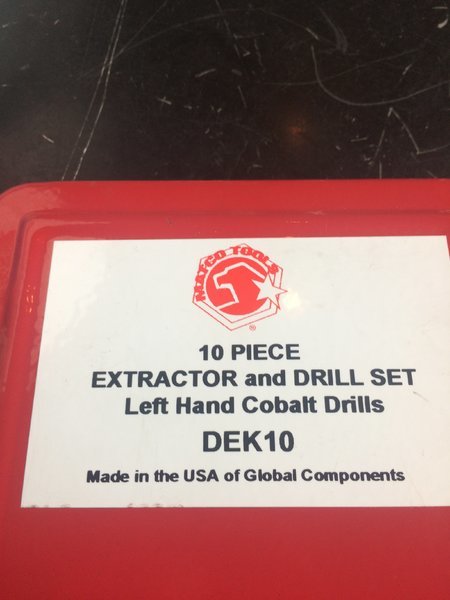 MATCO TOOLS
®
10 PIECE
EXTRACTOR and DRILL SET
Left Hand Cobalt Drills
DEK10
Made in the USA of Global Components